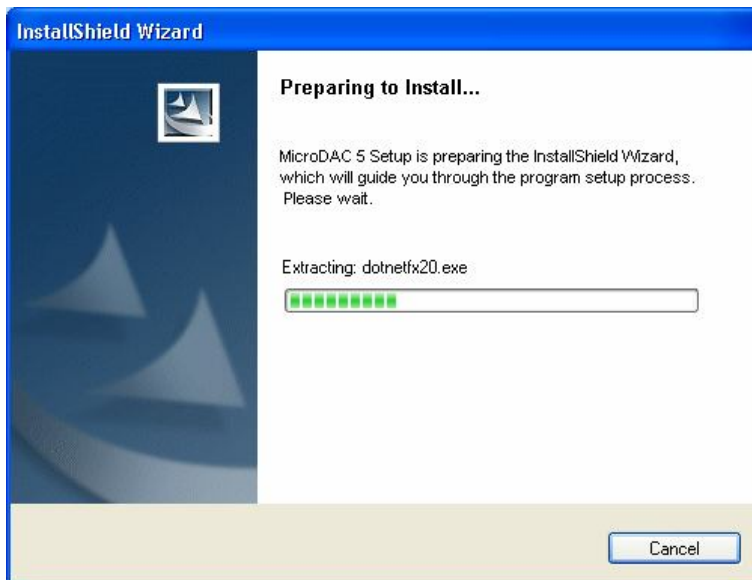 InstallShield Wizard
Preparing to Install...
MicroDAC 5 Setup is preparing the InstallShield Wizard,
which will guide you through the program setup process.
Please wait.
Extracting: dotnetfx20.exe
Cancel